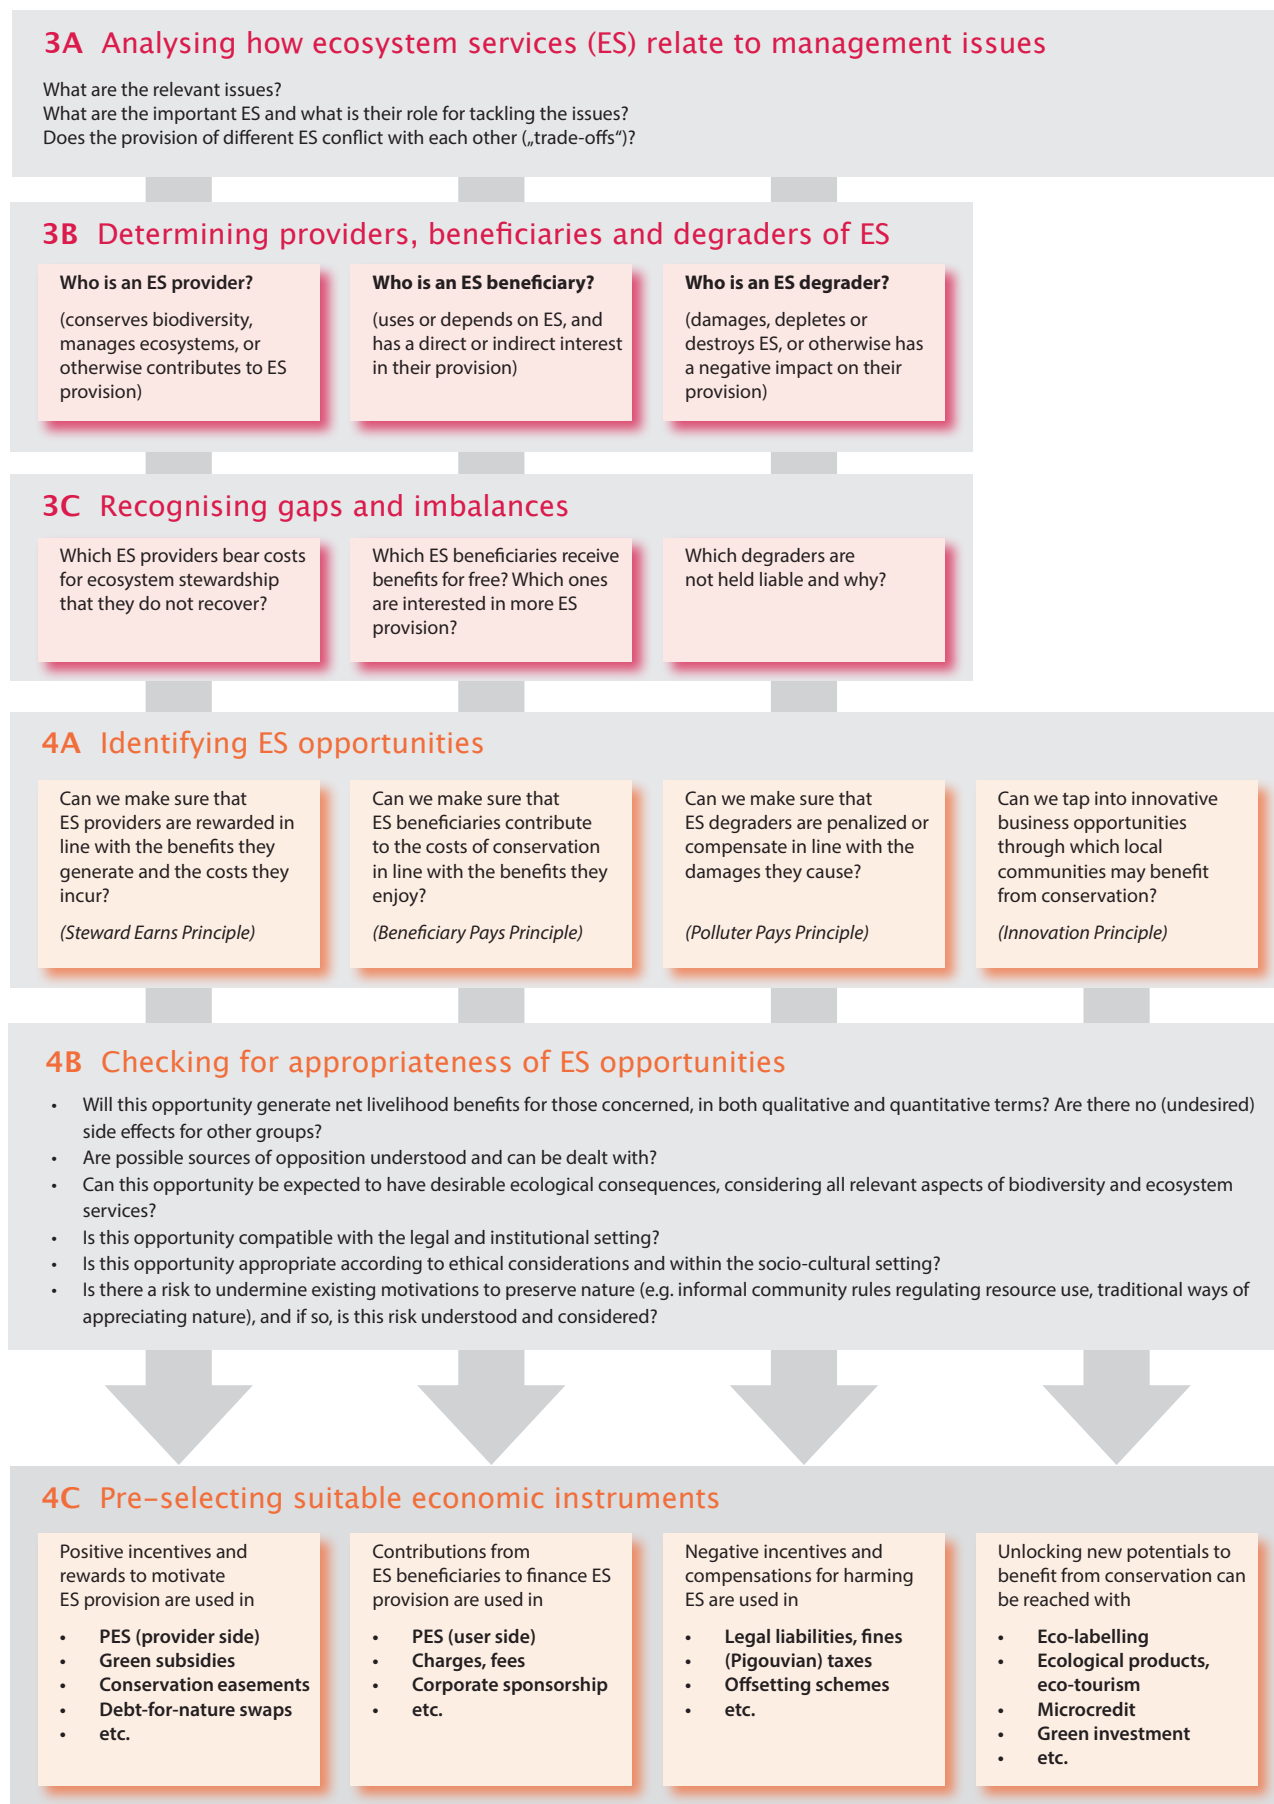 3A Analysing how ecosystem services (ES) relate to management issues
What are the relevant issues?
What are the important ES and what is their role for tackling the issues?
Does the provision of different ES conflict with each other („trade-offs“)?
3B Determining providers, beneficiaries and degraders of ES
Who is an ES provider?
(conserves biodiversity,
manages ecosystems, or
otherwise contributes to ES
provision)
Who is an ES beneficiary?
(uses or depends on ES, and
has a direct or indirect interest
in their provision)
Who is an ES degrader?
(damages, depletes or
destroys ES, or otherwise has
a negative impact on their
provision)
3C Recognising gaps and imbalances
Which ES providers bear costs
for ecosystem stewardship
that they do not recover?
Which ES beneficiaries receive
benefits for free? Which ones
are interested in more ES
provision?
Which degraders are
not held liable and why?
4A Identifying ES opportunities
Can we make sure that
ES providers are rewarded in
line with the benefits they
generate and the costs they
incur?
(Steward Earns Principle)
Can we make sure that
ES beneficiaries contribute
to the costs of conservation
in line with the benefits they
enjoy?
(Beneficiary Pays Principle)
Can we make sure that
ES degraders are penalized or
compensate in line with the
damages they cause?
(Polluter Pays Principle)
Can we tap into innovative
business opportunities
through which local
communities may benefit
from conservation?
(Innovation Principle)
4B Checking for appropriateness of ES opportunities
• Will this opportunity generate net livelihood benefits for those concerned, in both qualitative and quantitative terms? Are there no (undesired)
side effects for other groups?
• Are possible sources of opposition understood and can be dealt with?
• Can this opportunity be expected to have desirable ecological consequences, considering all relevant aspects of biodiversity and ecosystem
services?
• Is this opportunity compatible with the legal and institutional setting?
• Is this opportunity appropriate according to ethical considerations and within the socio-cultural setting?
• Is there a risk to undermine existing motivations to preserve nature (e.g. informal community rules regulating resource use, traditional ways of
appreciating nature), and if so, is this risk understood and considered?
4C Pre-selecting suitable economic instruments
Positive incentives and
rewards to motivate
ES provision are used in
• PES (provider side)
• Green subsidies
• Conservation easements
• Debt-for-nature swaps
• etc.
Contributions from
ES beneficiaries to finance ES
provision are used in
• PES (user side)
• Charges, fees
• Corporate sponsorship
• etc.
Negative incentives and
compensations for harming
ES are used in
• Legal liabilities, fines
• (Pigouvian) taxes
• Offsetting schemes
• etc.
Unlocking new potentials to
benefit from conservation can
be reached with
• Eco-labelling
• Ecological products,
eco-tourism
• Microcredit
• Green investment
• etc.